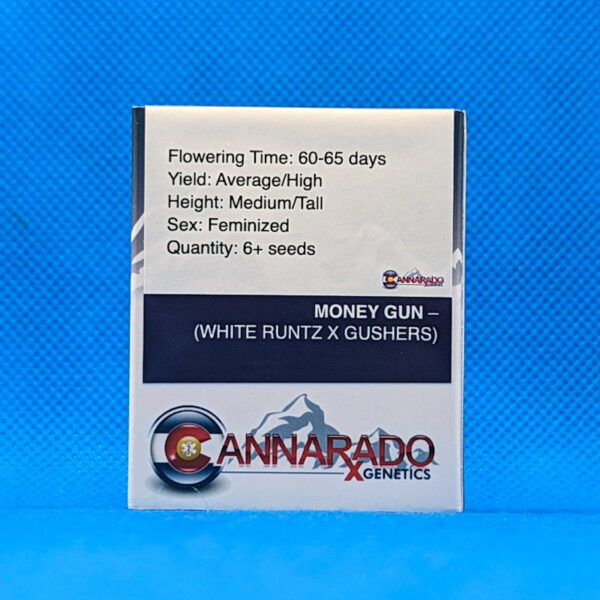 Flowering Time: 60-65 days
Yield: Average/High
Height: Medium/Tall
Sex: Feminized
Quantity: 6+ seeds
CANNARADO
GENETICS
MONEY GUN –
(WHITE RUNTZ X GUSHERS)
CANNARADO
GENETICS